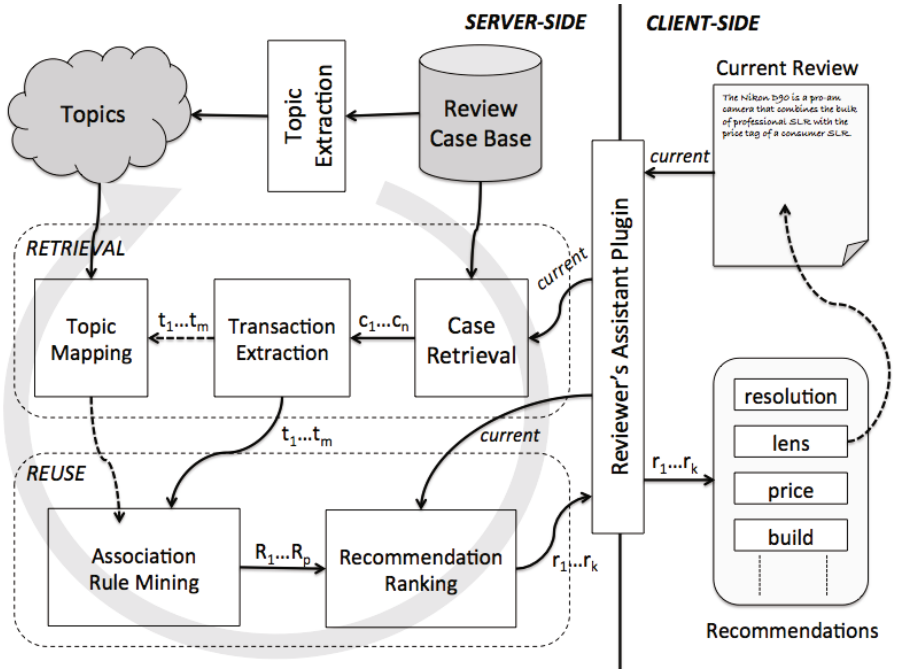 SERVER-SIDE
CLIENT-SIDE
Topics
Topic
Extraction
Review
Case Base
Current Review
The Nikon D90 is a pro-am
camera that combines the bulk
of professional SLR with the
price tag of a consumer SLR.
current
Reviewer's Assistant Plugin
RETRIEVAL
current
Topic
Mapping
t₁...tₘ
Transaction
Extraction
c₁...cₙ
Case
Retrieval
t₁...tₘ
current
REUSE
Association
Rule Mining
R₁...Rₚ
Recommendation
Ranking
r₁...rₖ
r₁...rₖ
resolution
lens
price
build
Recommendations